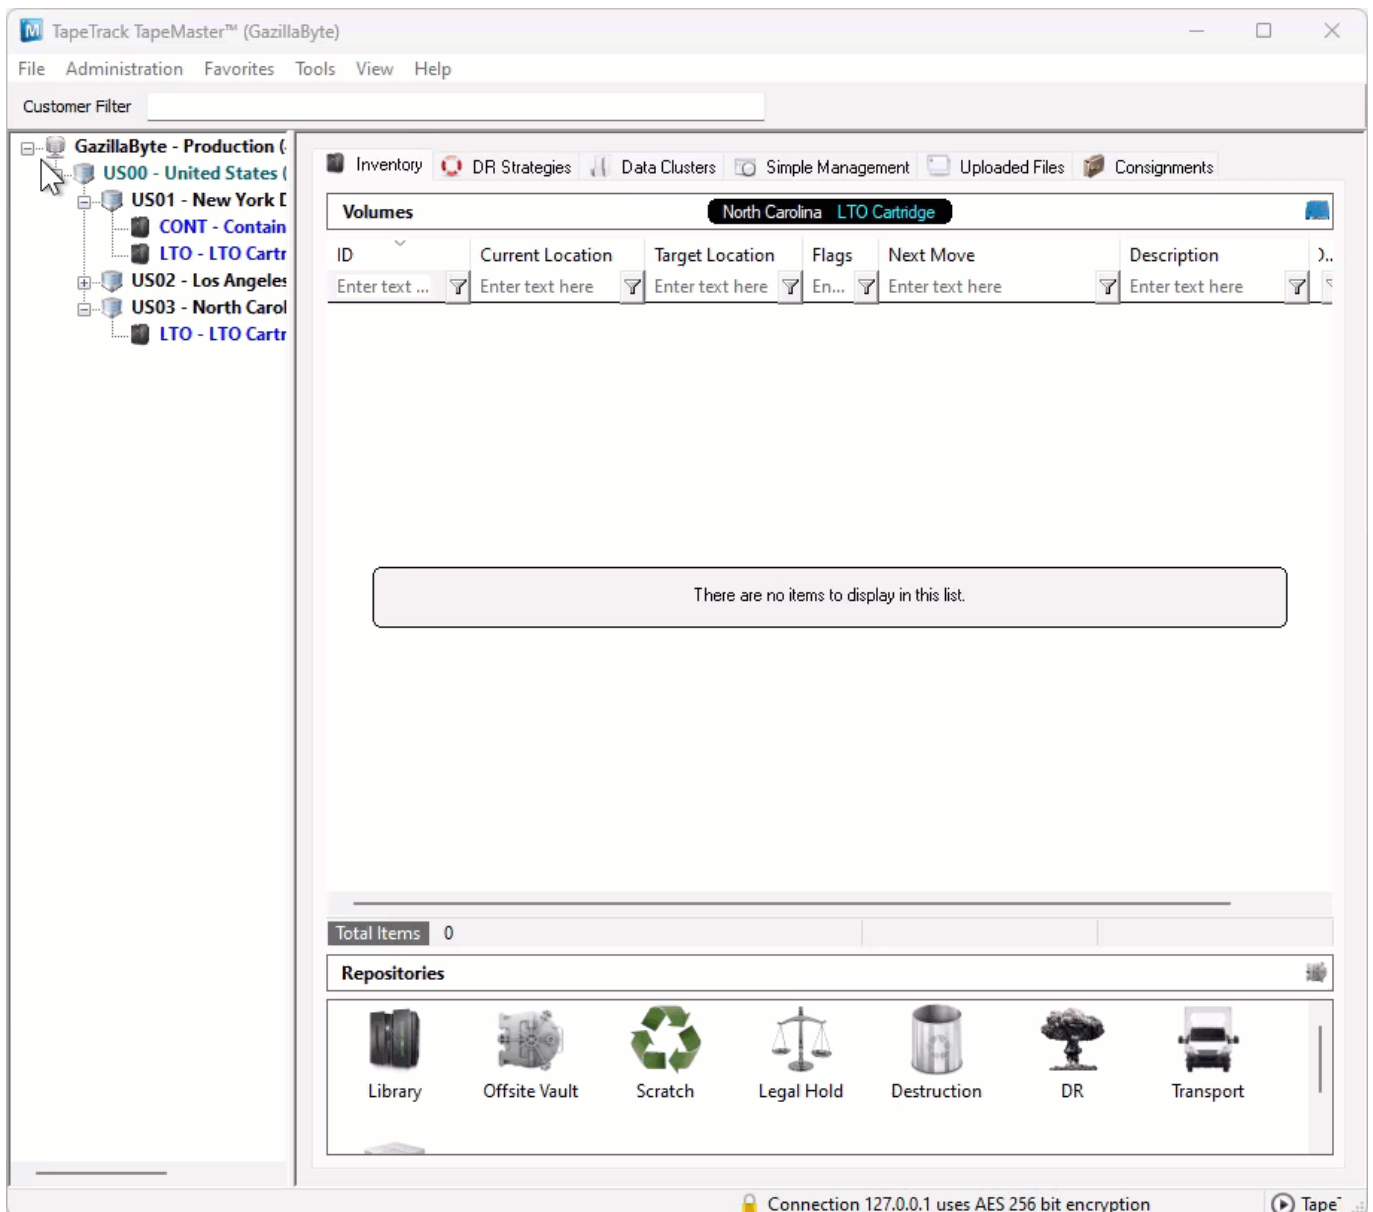 TapeTrack TapeMaster™ (GazillaByte)
File Administration Favorites Tools View Help
Customer Filter
GazillaByte - Production (
US00 - United States (
US01 - New York D
CONT - Contain
LTO - LTO Cartr
US02 - Los Angeles
US03 - North Carol
LTO - LTO Cartr
Inventory DR Strategies Data Clusters Simple Management Uploaded Files Consignments
Volumes North Carolina LTO Cartridge
ID Current Location Target Location Flags Next Move Description
Enter text ... Enter text here Enter text here En... Enter text here Enter text here
There are no items to display in this list.
Total Items 0
Repositories
Library Offsite Vault Scratch Legal Hold Destruction DR Transport
Connection 127.0.0.1 uses AES 256 bit encryption Tape